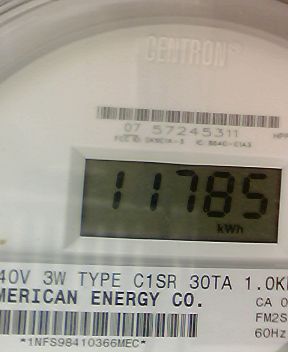 CENTRON®
07 57245311
11785
kWh
40V 3W TYPE C1SR 30TA 1.0K
MERICAN ENERGY CO.
CA 0
FM2S
60Hz
*1NFS98410366MEC*